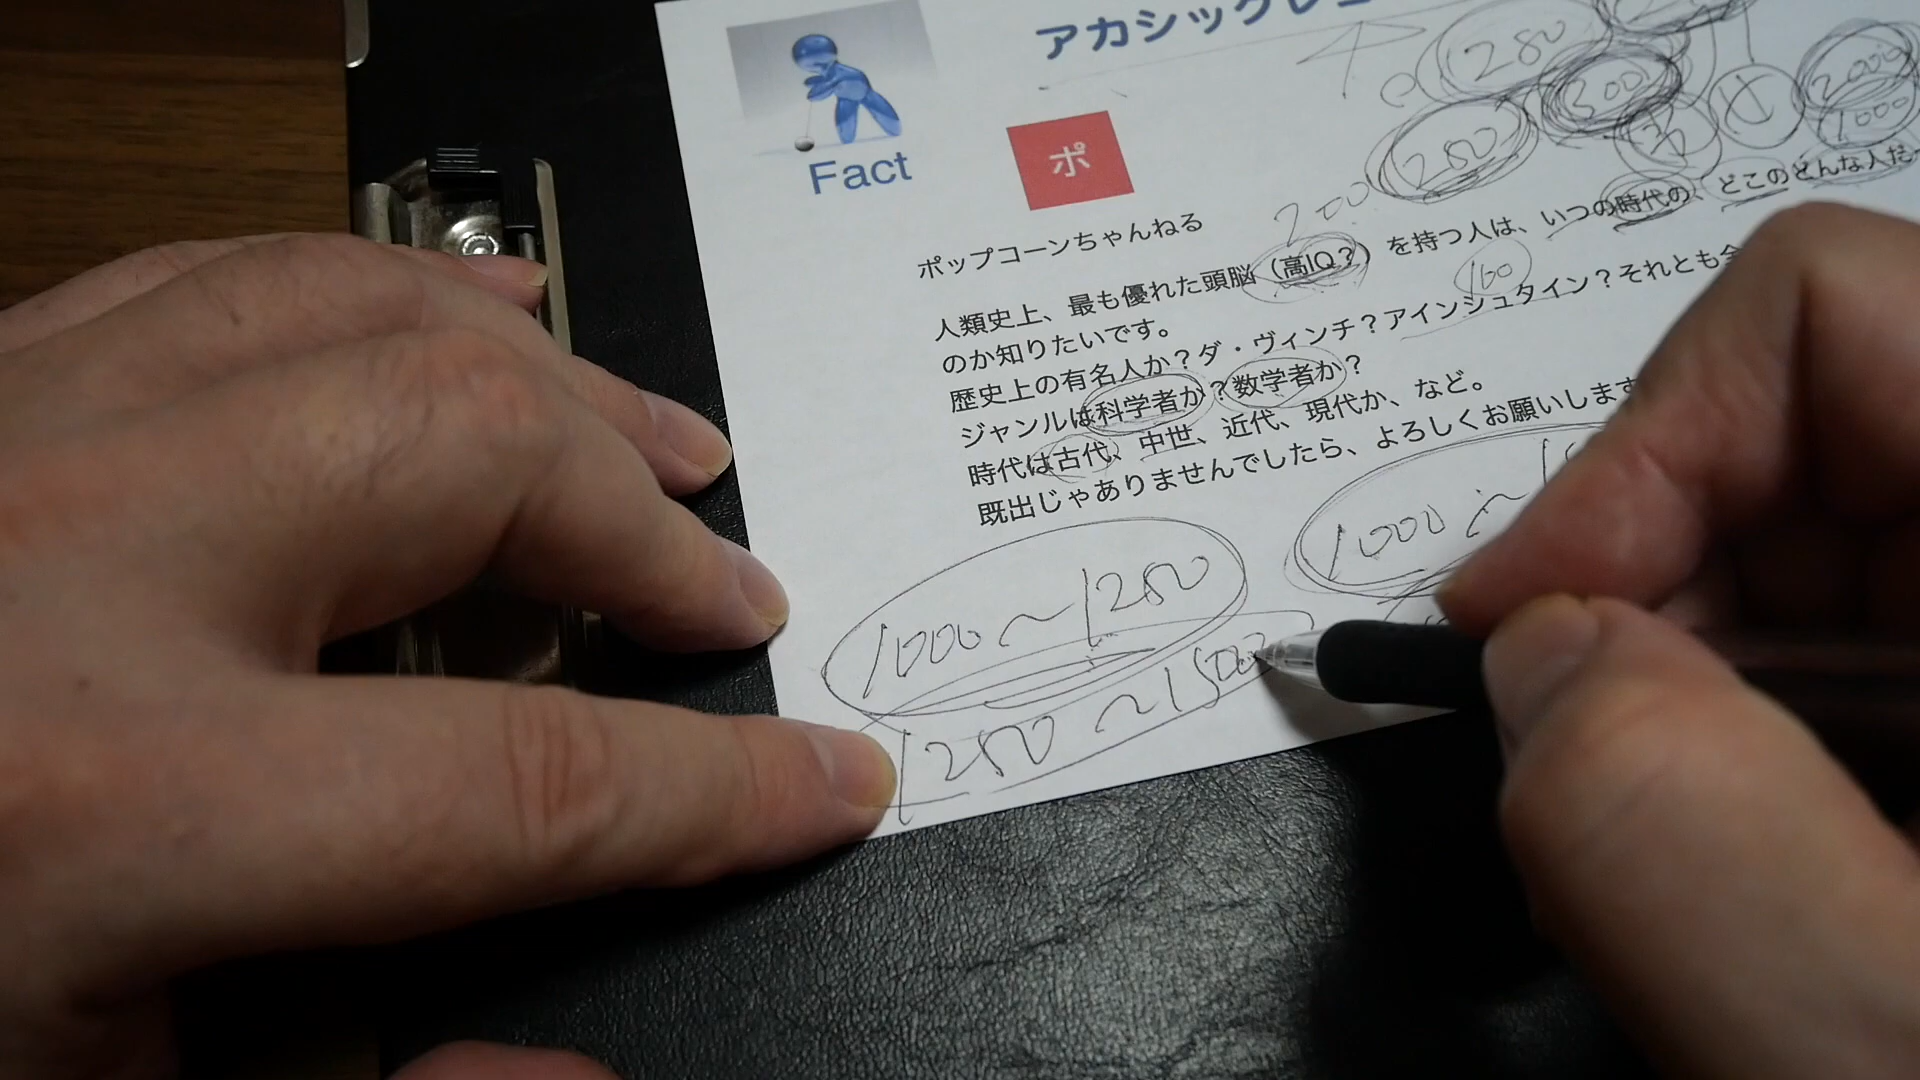 アカシックレコ
280
300
2000
1000
250
Fact
ポ
200
ポップコーンちゃんねる
人類史上、最も優れた頭脳（高IQ？）を持つ人は、いつの時代の、どこのどんな人だ
のか知りたいです。
160
歴史上の有名人か？ダ・ヴィンチ？アインシュタイン？それとも全
ジャンルは科学者か？数学者か？
時代は古代、中世、近代、現代か、など。
既出じゃありませんでしたら、よろしくお願いします
1000〜1250
1000〜
1250〜1500